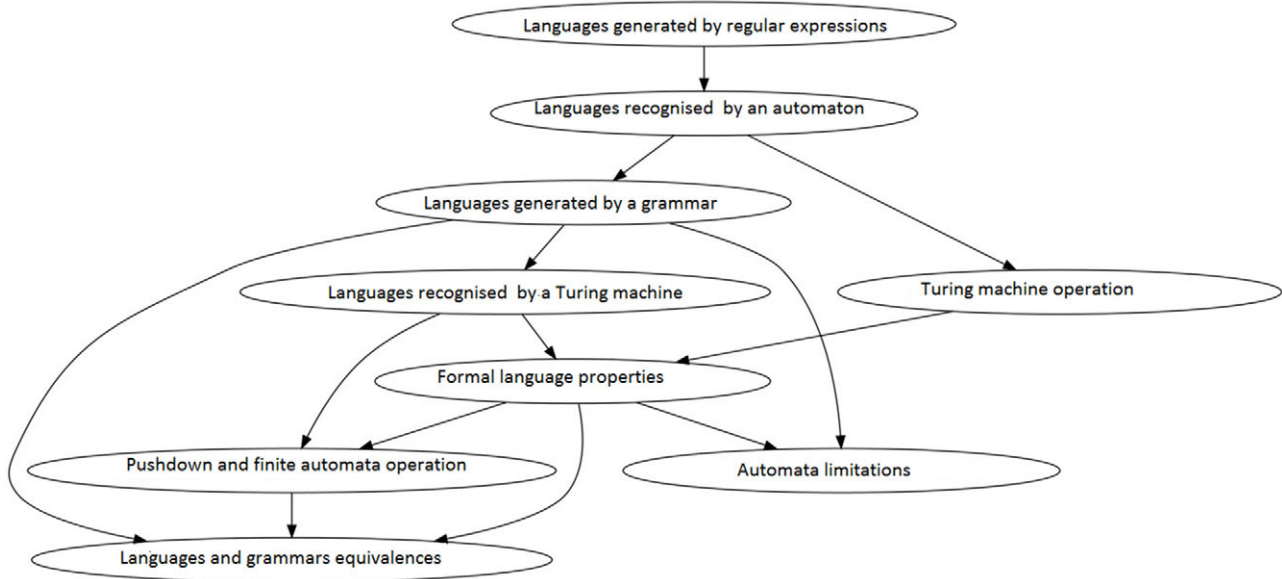 Languages generated by regular expressions
Languages recognised by an automaton
Languages generated by a grammar
Languages recognised by a Turing machine
Turing machine operation
Formal language properties
Pushdown and finite automata operation
Automata limitations
Languages and grammars equivalences